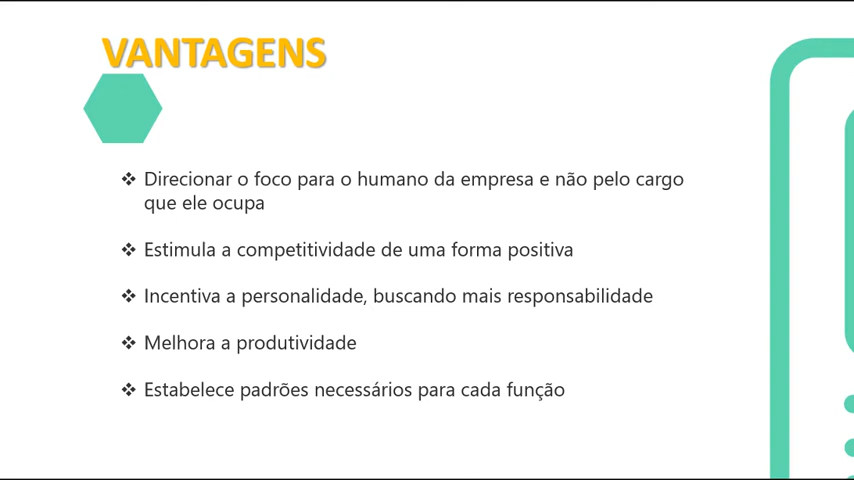 VANTAGENS
❖ Direcionar o foco para o humano da empresa e não pelo cargo
que ele ocupa
❖ Estimula a competitividade de uma forma positiva
❖ Incentiva a personalidade, buscando mais responsabilidade
❖ Melhora a produtividade
❖ Estabelece padrões necessários para cada função